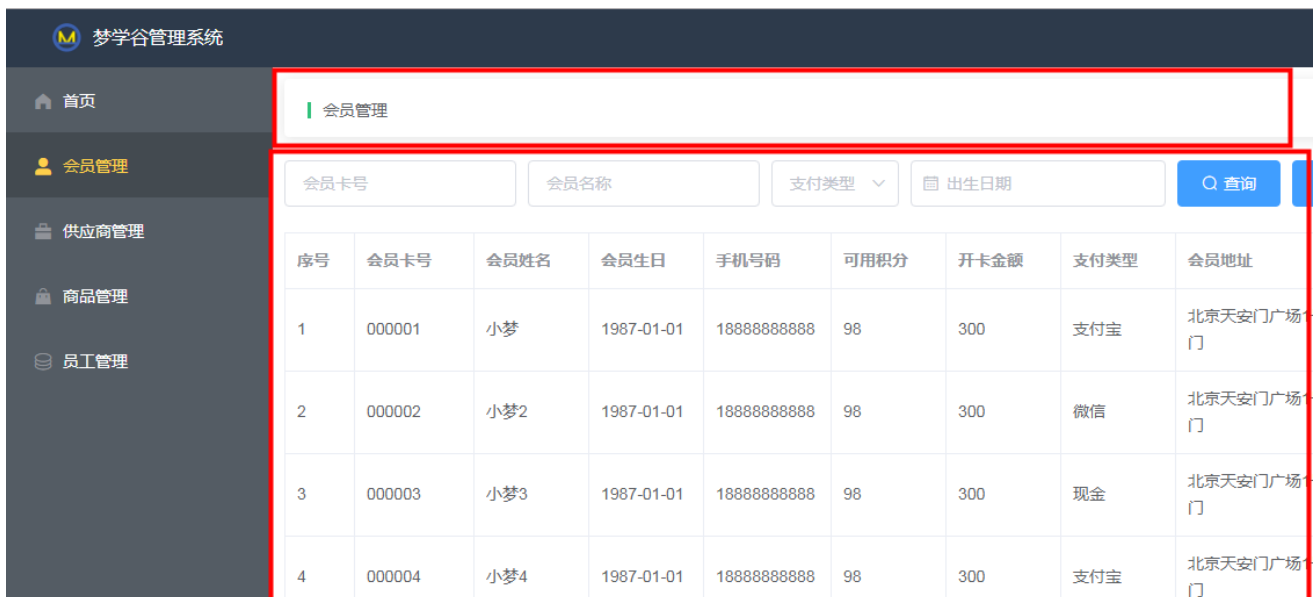 M 梦学谷管理系统
首页
会员管理
供应商管理
商品管理
员工管理
会员管理
会员卡号 会员名称 支付类型 出生日期 查询
序号 会员卡号 会员姓名 会员生日 手机号码 可用积分 开卡金额 支付类型 会员地址
1 000001 小梦 1987-01-01 18888888888 98 300 支付宝 北京天安门广场
门
2 000002 小梦2 1987-01-01 18888888888 98 300 微信 北京天安门广场
门
3 000003 小梦3 1987-01-01 18888888888 98 300 现金 北京天安门广场
门
4 000004 小梦4 1987-01-01 18888888888 98 300 支付宝 北京天安门广场
门